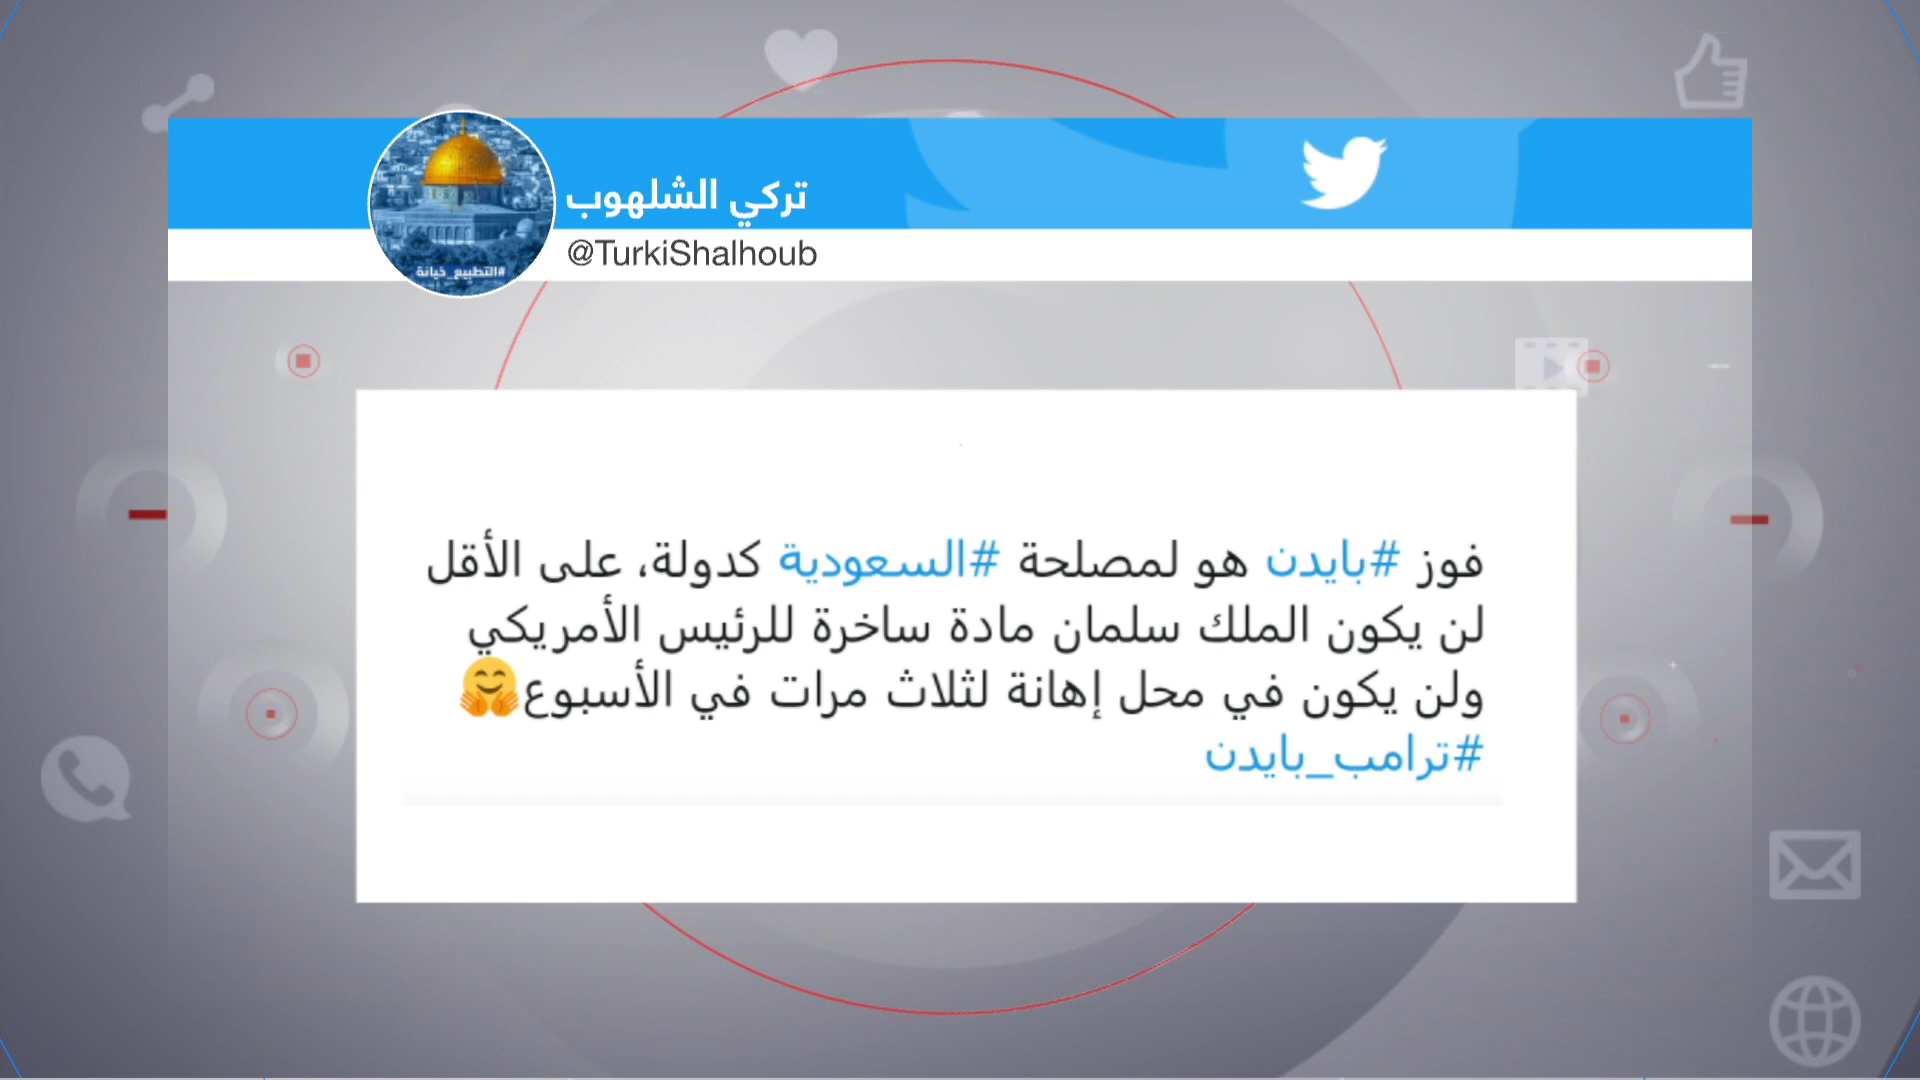 تركي الشلهوب
@TurkiShalhoub
#التطبيع_خيانة
فوز #بايدن هو لمصلحة #السعودية كدولة، على الأقل
لن يكون الملك سلمان مادة ساخرة للرئيس الأمريكي
ولن يكون في محل إهانة لثلاث مرات في الأسبوع🤗
#ترامب_بايدن